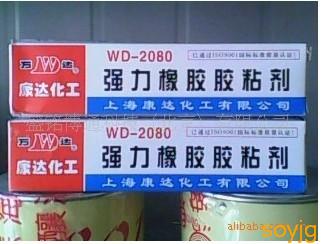 万 W 达
康达化工
WD-2080
已通过ISO9001国际标准质量认证
强力橡胶胶粘剂
上海康达化工有限公司
万 W 达
康达化工
WD-2080
已通过ISO9001国际标准质量认证
强力橡胶胶粘剂
上海康达化工有限公司
alibaba
soyjg